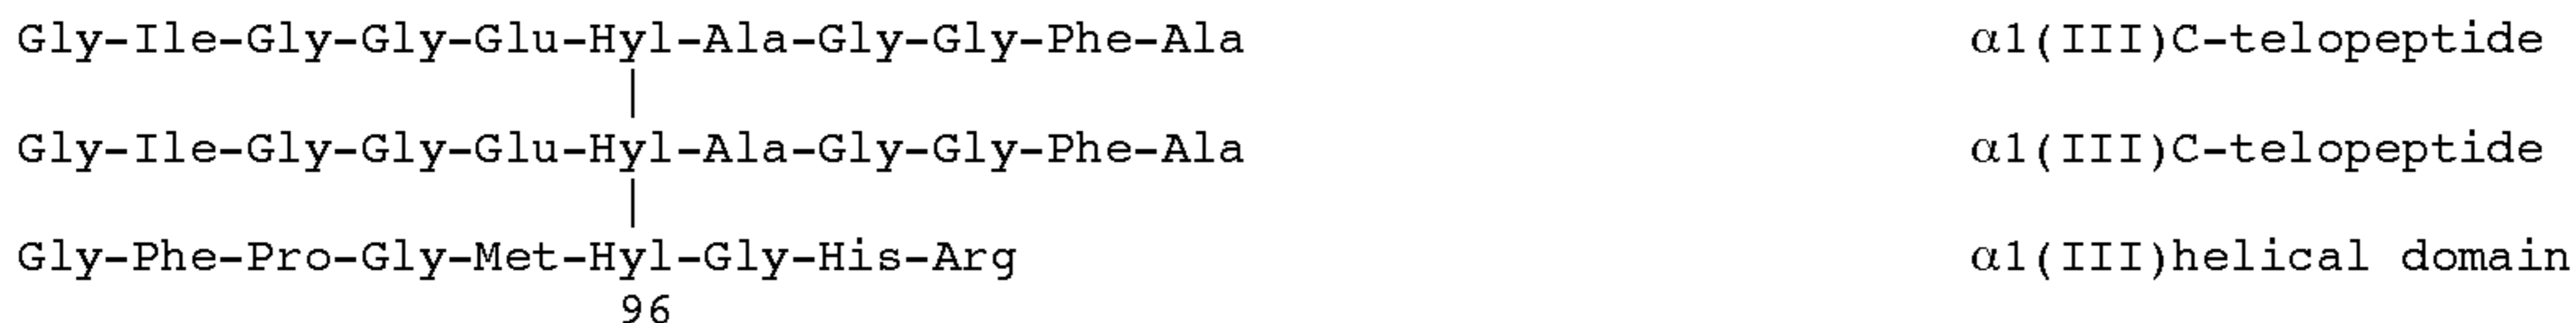 Gly-Ile-Gly-Gly-Glu-Hyl-Ala-Gly-Gly-Phe-Ala α1(III)C-telopeptide
|
Gly-Ile-Gly-Gly-Glu-Hyl-Ala-Gly-Gly-Phe-Ala α1(III)C-telopeptide
|
Gly-Phe-Pro-Gly-Met-Hyl-Gly-His-Arg α1(III)helical domain
96